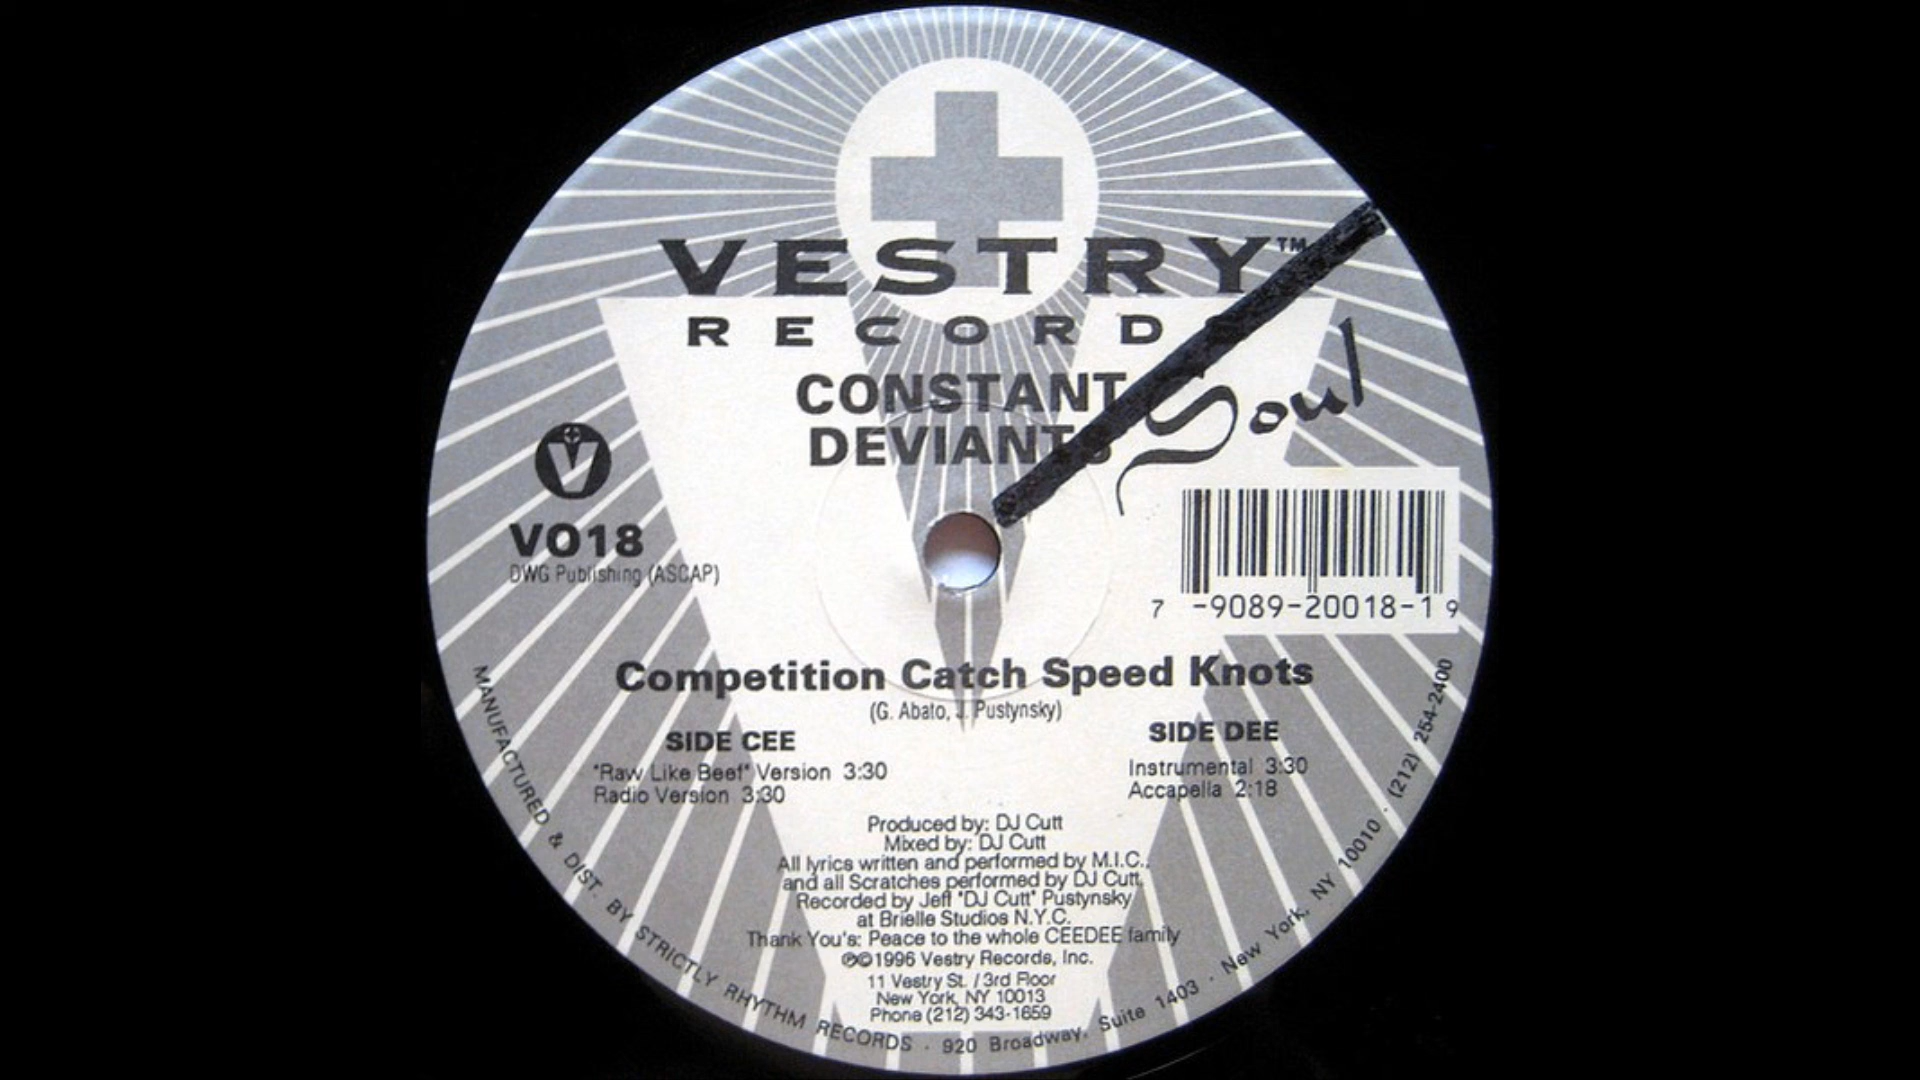 VESTRY™
RECORDS
CONSTANT
DEVIANTS
Soul
VO18
DWG Publishing (ASCAP)
7 -9089-20018-1 9
Competition Catch Speed Knots
(G. Abato, J. Pustynsky)
SIDE CEE
"Raw Like Beef" Version 3:30
Radio Version 3:30
SIDE DEE
Instrumental 3:30
Accapella 2:18
Produced by: DJ Cutt
Mixed by: DJ Cutt
All lyrics written and performed by M.I.C.,
and all Scratches performed by DJ Cutt.
Recorded by Jeff "DJ Cutt" Pustynsky
at Brielle Studios N.Y.C.
Thank You's: Peace to the whole CEEDEE family
℗©1996 Vestry Records, Inc.
11 Vestry St. / 3rd Floor
New York, NY 10013
Phone (212) 343-1659
MANUFACTURED & DIST. BY STRICTLY RHYTHM RECORDS · 920 Broadway, Suite 1403 · New York, NY 10010 · (212) 254-2400